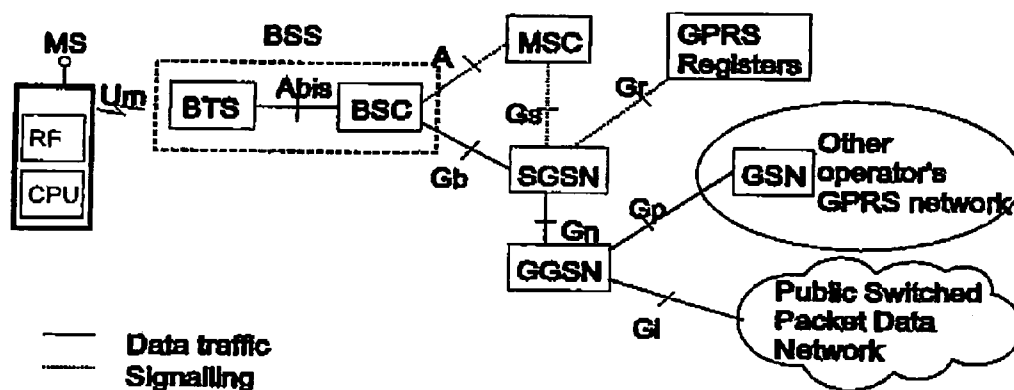 MS
BSS
A
MSC
GPRS
Registers
Um
BTS
Abis
BSC
Gs
Gr
RF
CPU
Gb
SGSN
Gp
GSN
Other
operator's
GPRS network
Gn
GGSN
Gi
Public Switched
Packet Data
Network
Data traffic
Signalling